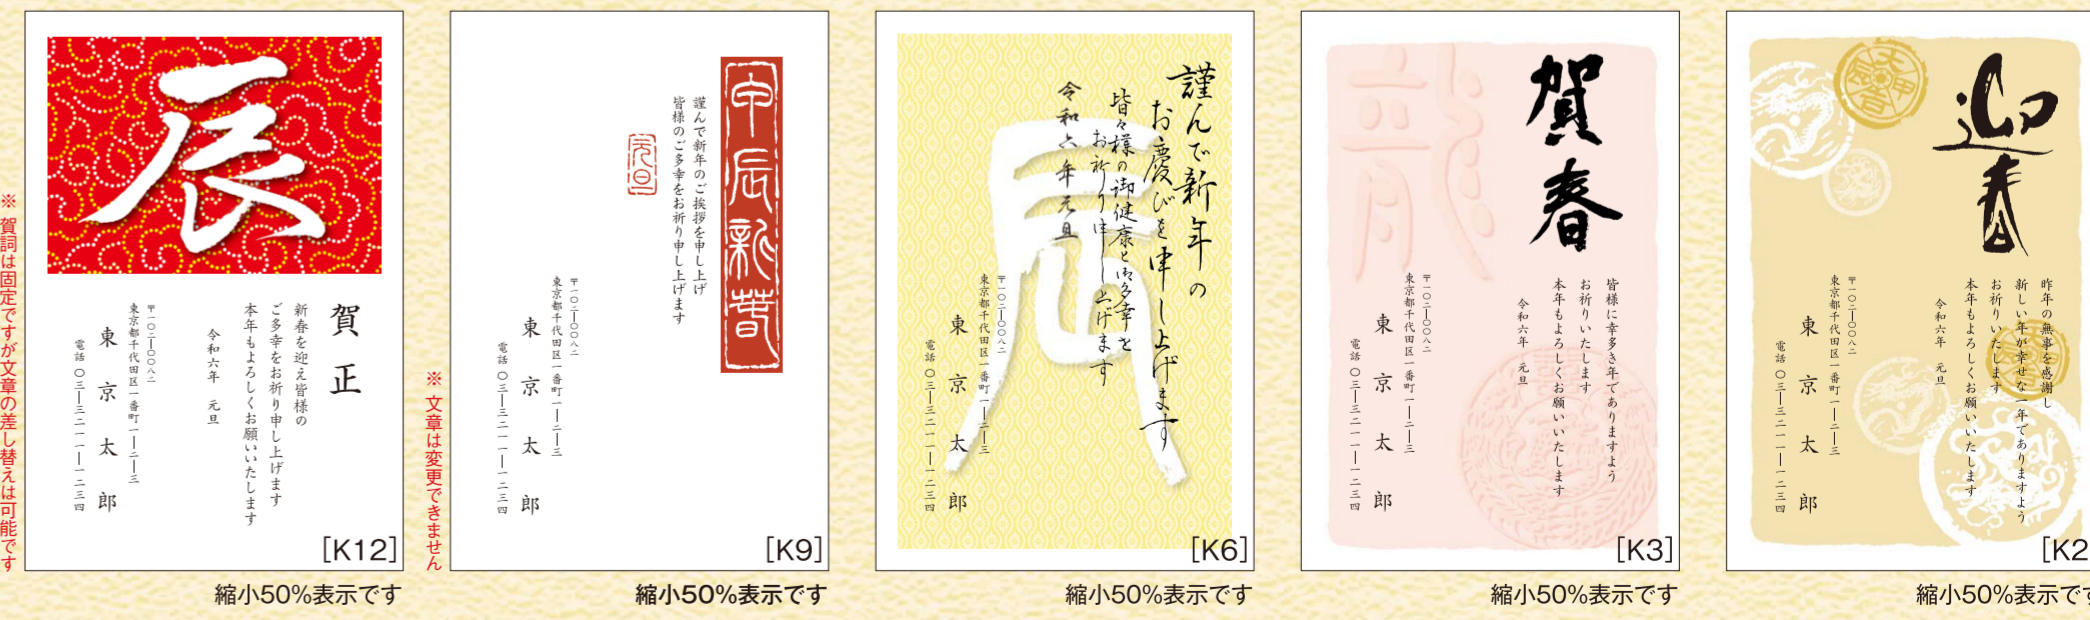 ※ 賀詞は固定ですが文章の差し替えは可能です
辰
賀正
新春を迎え皆様の
ご多幸をお祈り申し上げます
本年もよろしくお願いいたします
令和六年 元旦
〒一〇二―〇〇八二
東京都千代田区一番町一―二―三
東京太郎
電話 〇三―三二一一―一二三四
[K12]
縮小50%表示です
※ 文章は変更できません
甲辰新春
謹んで新年のご挨拶を申し上げ
皆様のご多幸をお祈り申し上げます
元旦
〒一〇二―〇〇八二
東京都千代田区一番町一―二―三
東京太郎
電話 〇三―三二一一―一二三四
[K9]
縮小50%表示です
辰
謹んで新年の
お慶びを申し上げます
皆々様の御健康と御多幸を
お祈り申し上げます
令和六年元旦
〒一〇二―〇〇八二
東京都千代田区一番町一―二―三
東京太郎
電話 〇三―三二一一―一二三四
[K6]
縮小50%表示です
龍
賀春
皆様に幸多き年でありますよう
お祈りいたします
本年もよろしくお願いいたします
令和六年 元旦
〒一〇二―〇〇八二
東京都千代田区一番町一―二―三
東京太郎
電話 〇三―三二一一―一二三四
[K3]
縮小50%表示です
迎春
昨年の無事を感謝し
新しい年が幸せな一年でありますよう
お祈りいたします
本年もよろしくお願いいたします
令和六年 元旦
〒一〇二―〇〇八二
東京都千代田区一番町一―二―三
東京太郎
電話 〇三―三二一一―一二三四
[K2
縮小50%表示です